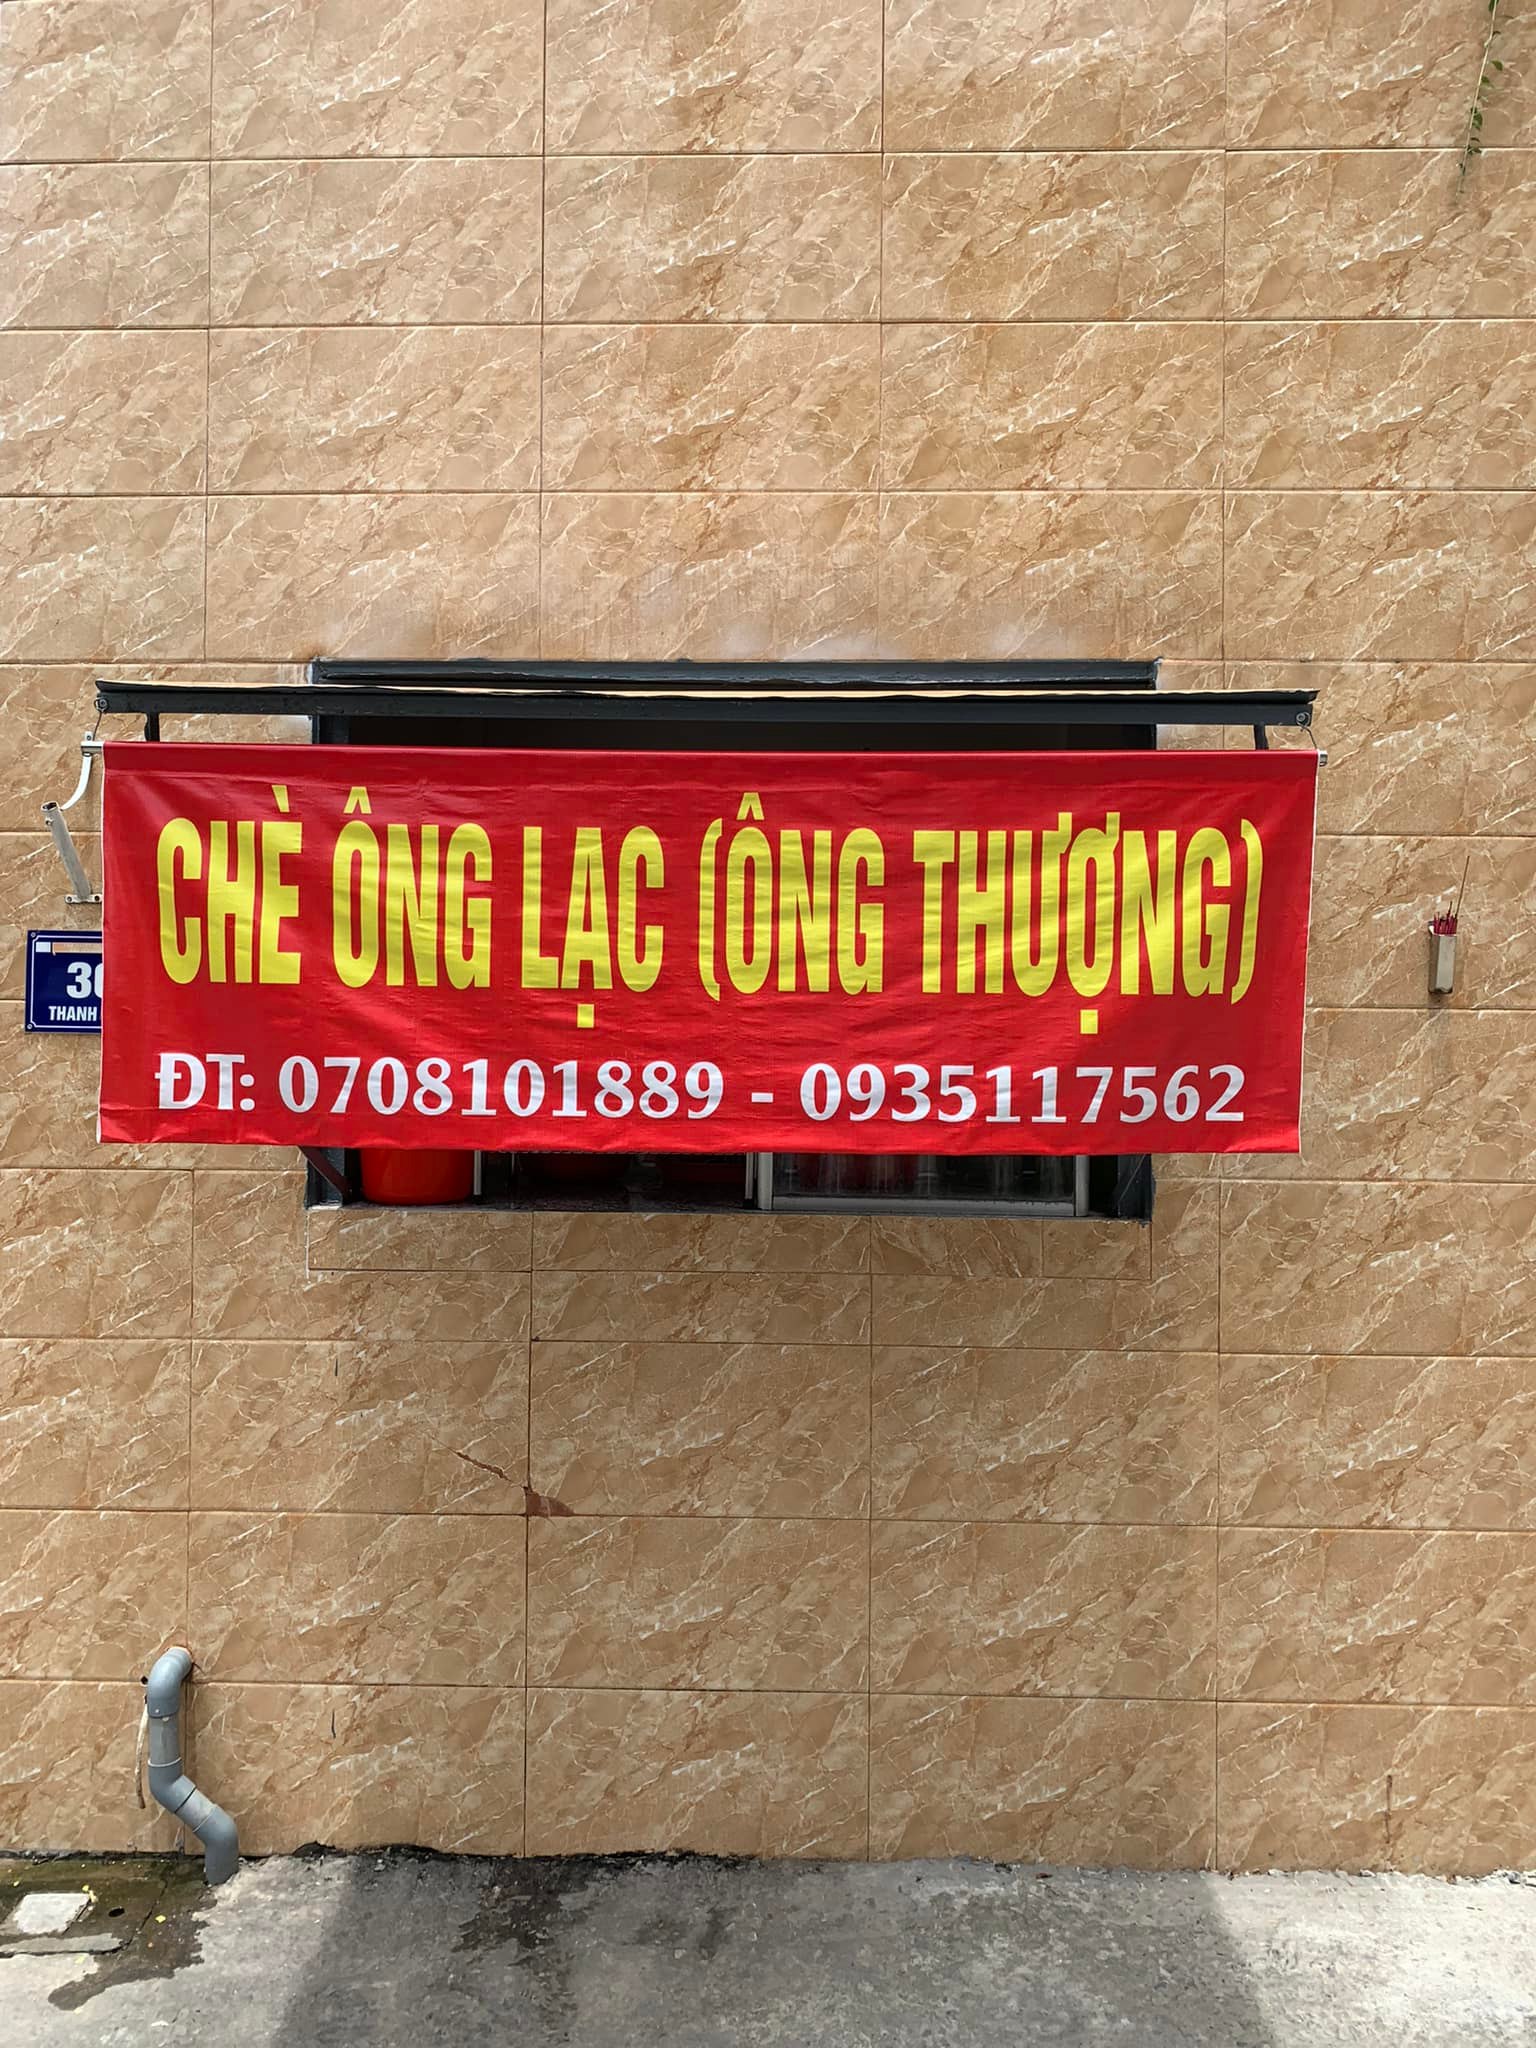 CHÈ ÔNG LẠC (ÔNG THƯỢNG)
ĐT: 0708101889 - 0935117562
THANH